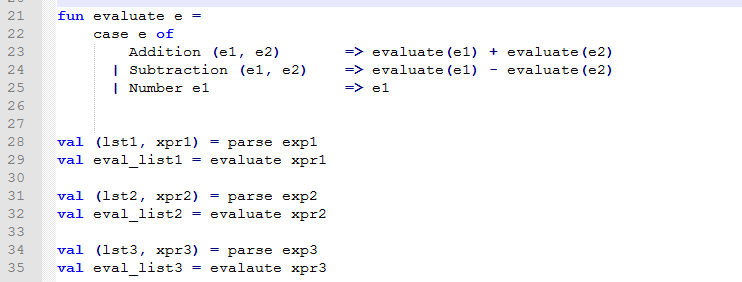 21 fun evaluate e =
22 case e of
23 Addition (e1, e2) => evaluate(e1) + evaluate(e2)
24 | Subtraction (e1, e2) => evaluate(e1) - evaluate(e2)
25 | Number e1 => e1
26
27
28 val (lst1, xpr1) = parse exp1
29 val eval_list1 = evaluate xpr1
30
31 val (lst2, xpr2) = parse exp2
32 val eval_list2 = evaluate xpr2
33
34 val (lst3, xpr3) = parse exp3
35 val eval_list3 = evalaute xpr3